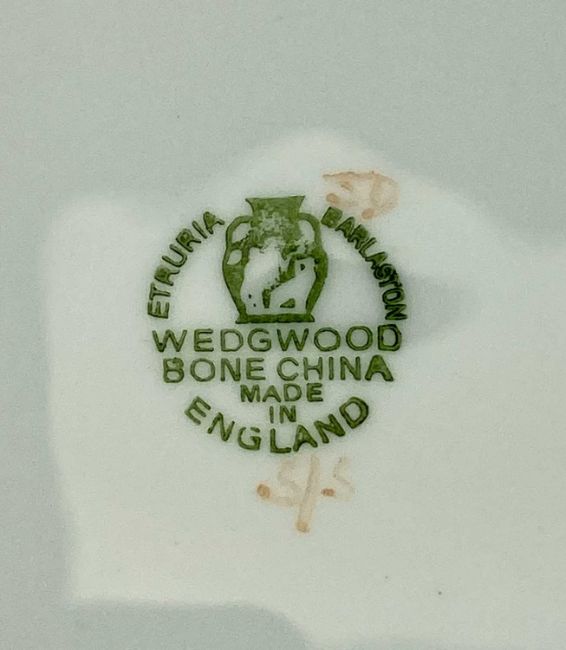 ETRURIA
BARLASTON
WEDGWOOD
BONE CHINA
MADE
IN
ENGLAND